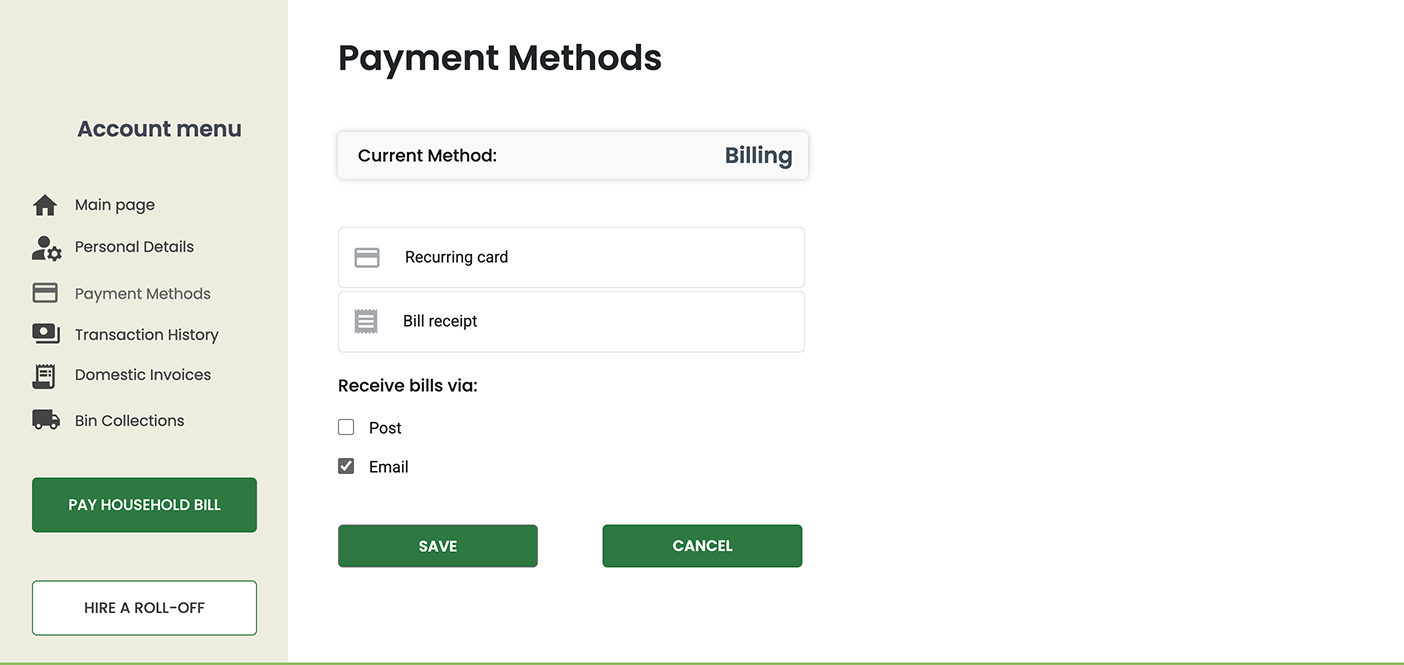 Account menu
Main page
Personal Details
Payment Methods
Transaction History
Domestic Invoices
Bin Collections
PAY HOUSEHOLD BILL
HIRE A ROLL-OFF
Payment Methods
Current Method: Billing
Recurring card
Bill receipt
Receive bills via:
Post
Email
SAVE CANCEL